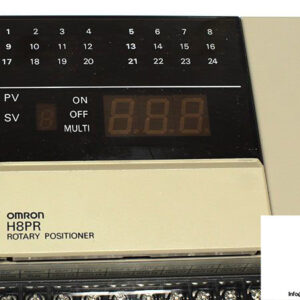 1 2 3 4 5 6 7 8
9 10 11 12 13 14 15 16
17 18 19 20 21 22 23 24
PV ON
SV OFF
MULTI
OMRON
H8PR
ROTARY POSITIONER